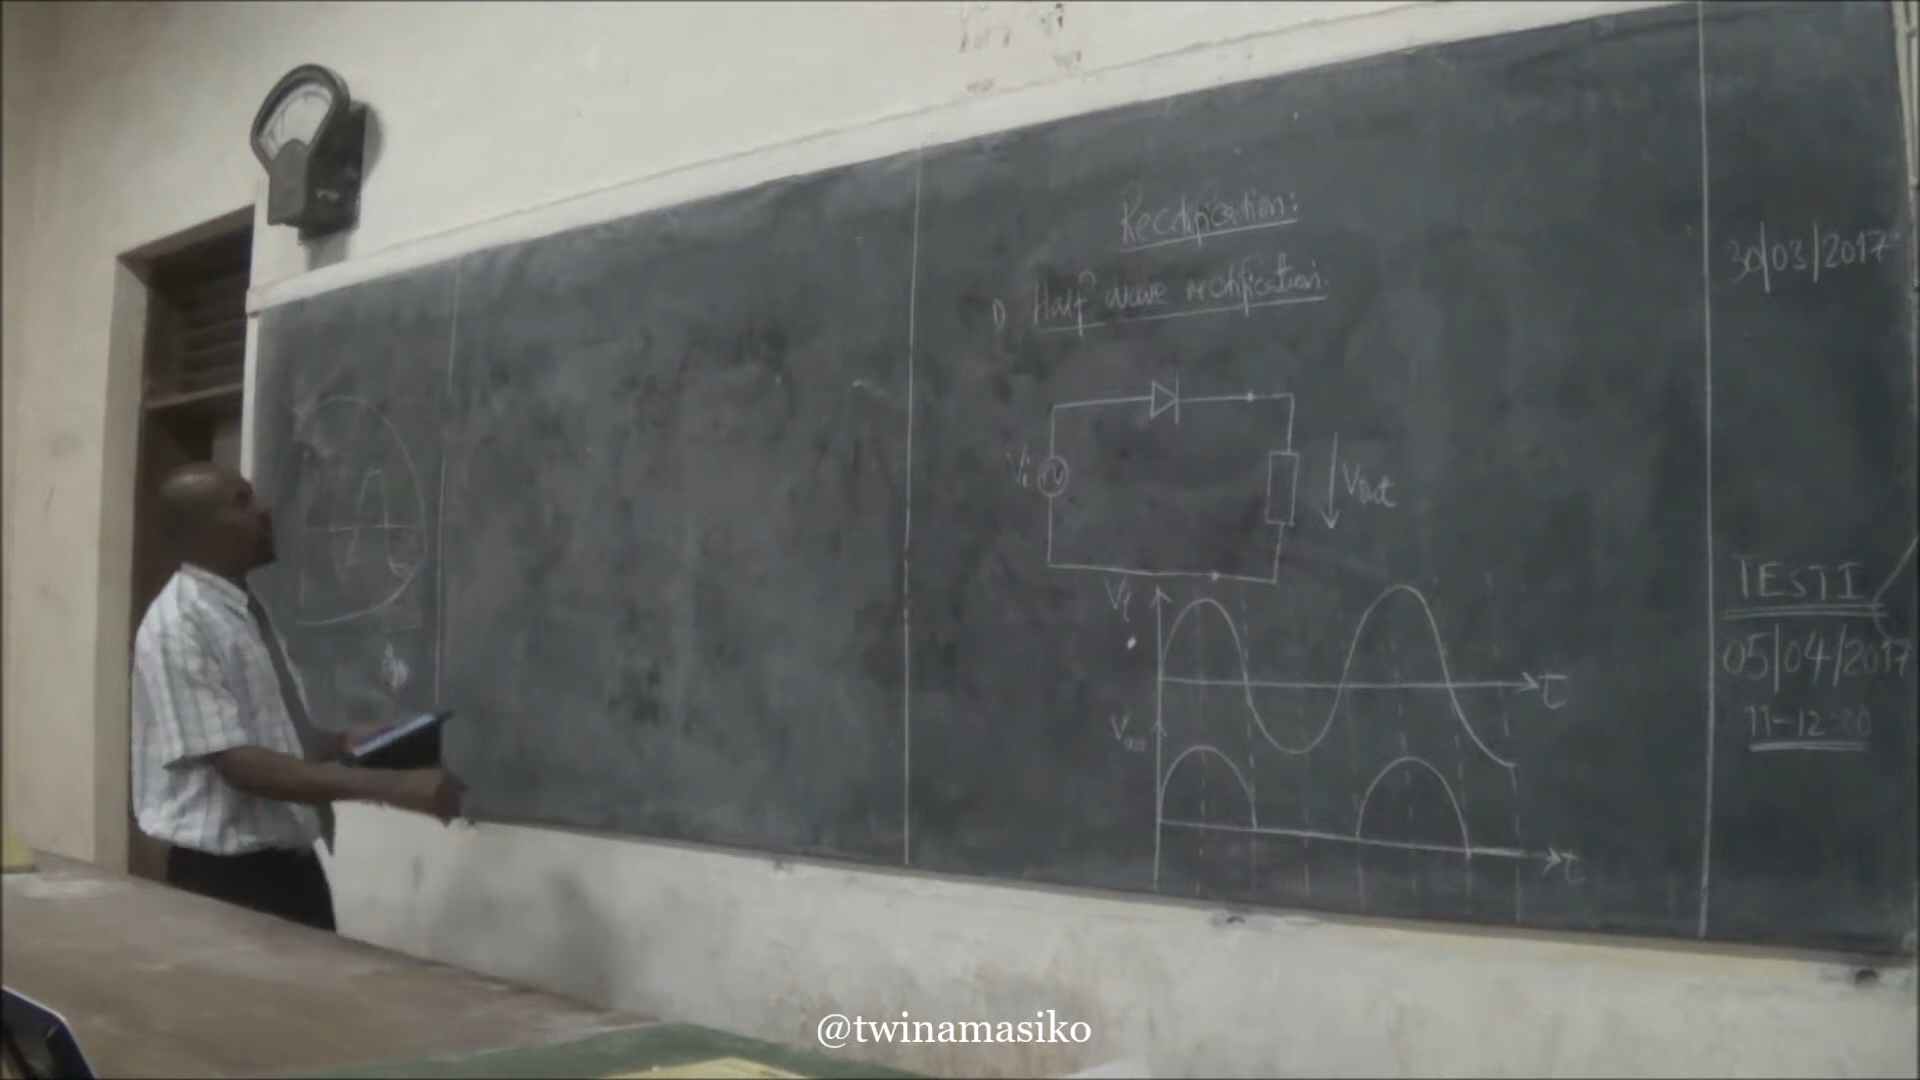 Rectification:
1) Half wave rectification.
Vi
Vout
Vi
t
Vout
t
30/03/2017
TEST I
05/04/2017
11-12:00
@twinamasiko